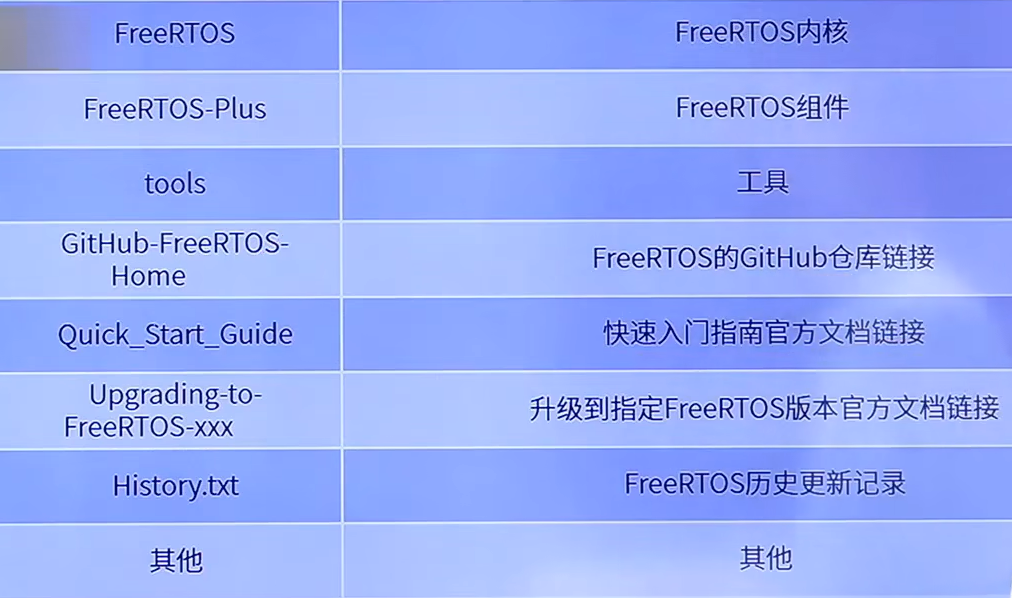 FreeRTOS
FreeRTOS内核
FreeRTOS-Plus
FreeRTOS组件
tools
工具
GitHub-FreeRTOS-
Home
FreeRTOS的GitHub仓库链接
Quick_Start_Guide
快速入门指南官方文档链接
Upgrading-to-
FreeRTOS-xxx
升级到指定FreeRTOS版本官方文档链接
History.txt
FreeRTOS历史更新记录
其他
其他